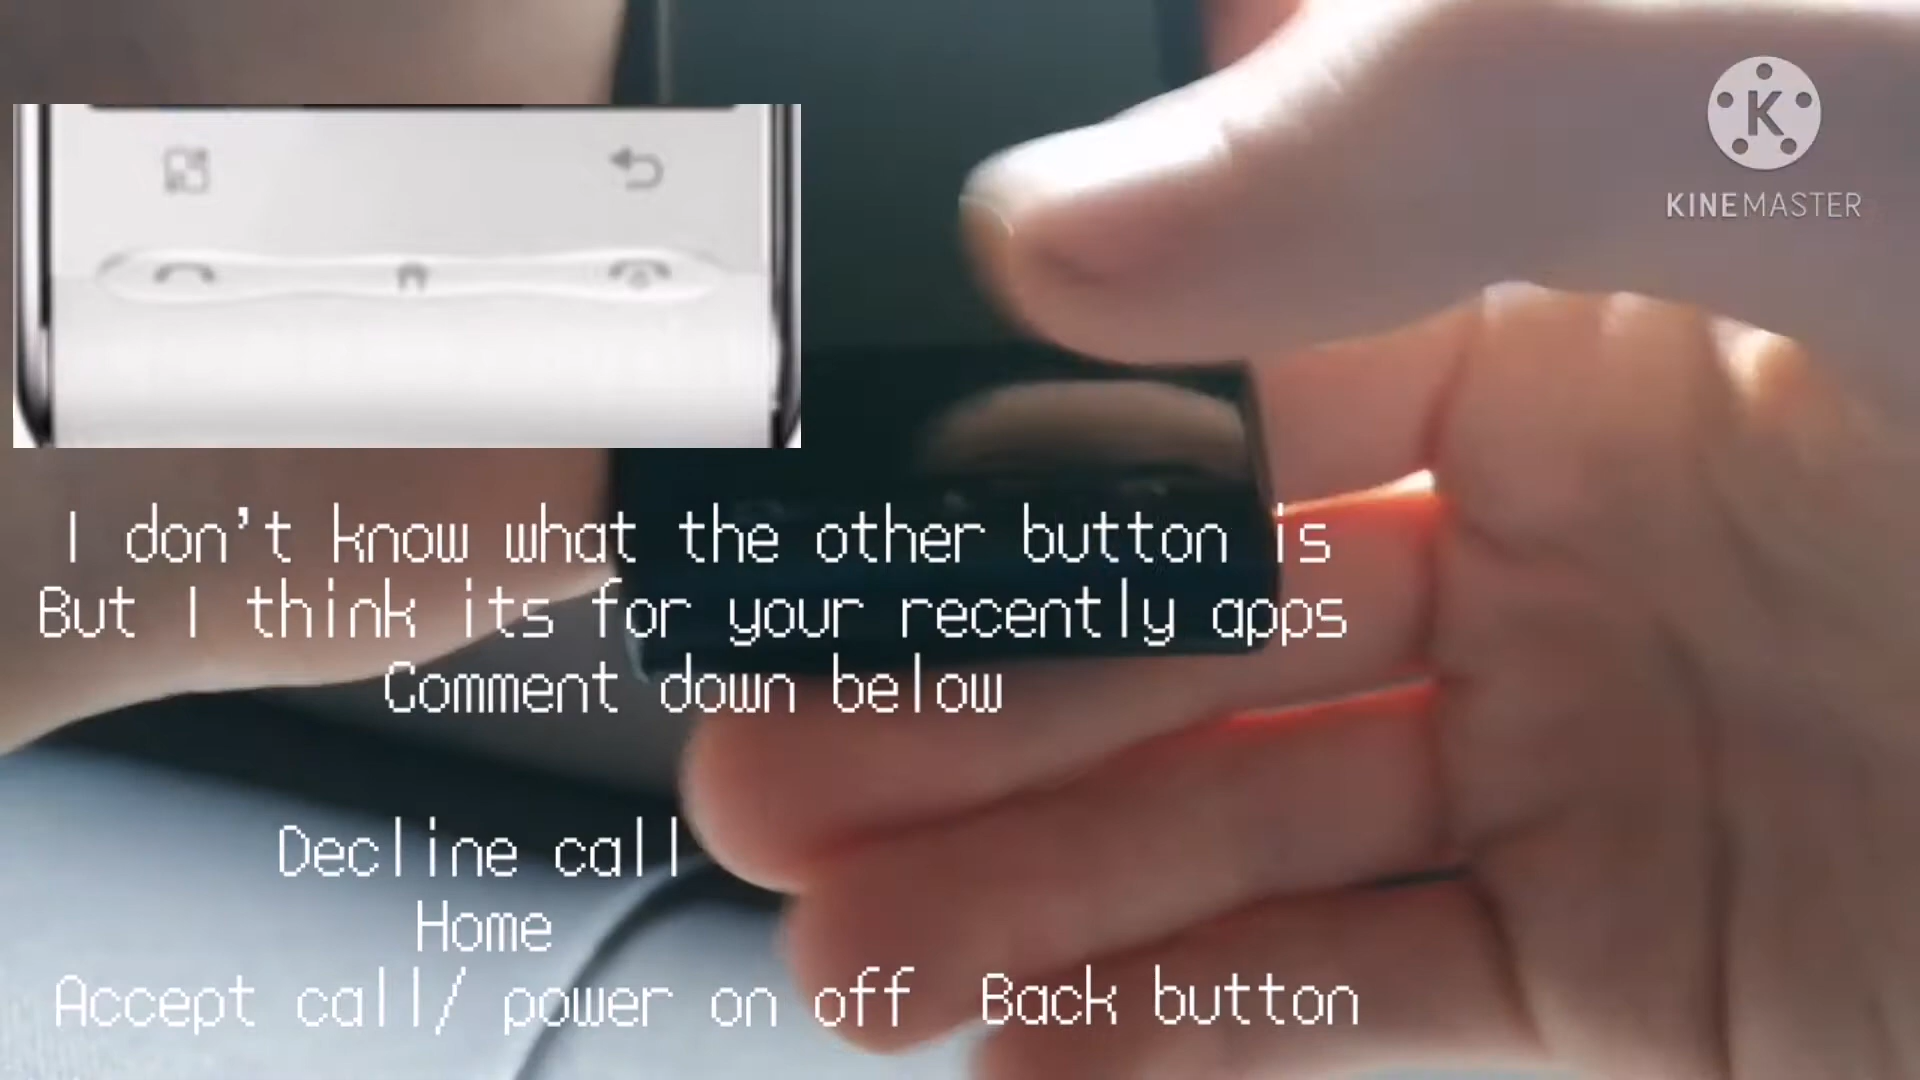 K
KINEMASTER
I don't know what the other button is
But I think its for your recently apps
Comment down below
Decline call
Home
Accept call/ power on off Back button